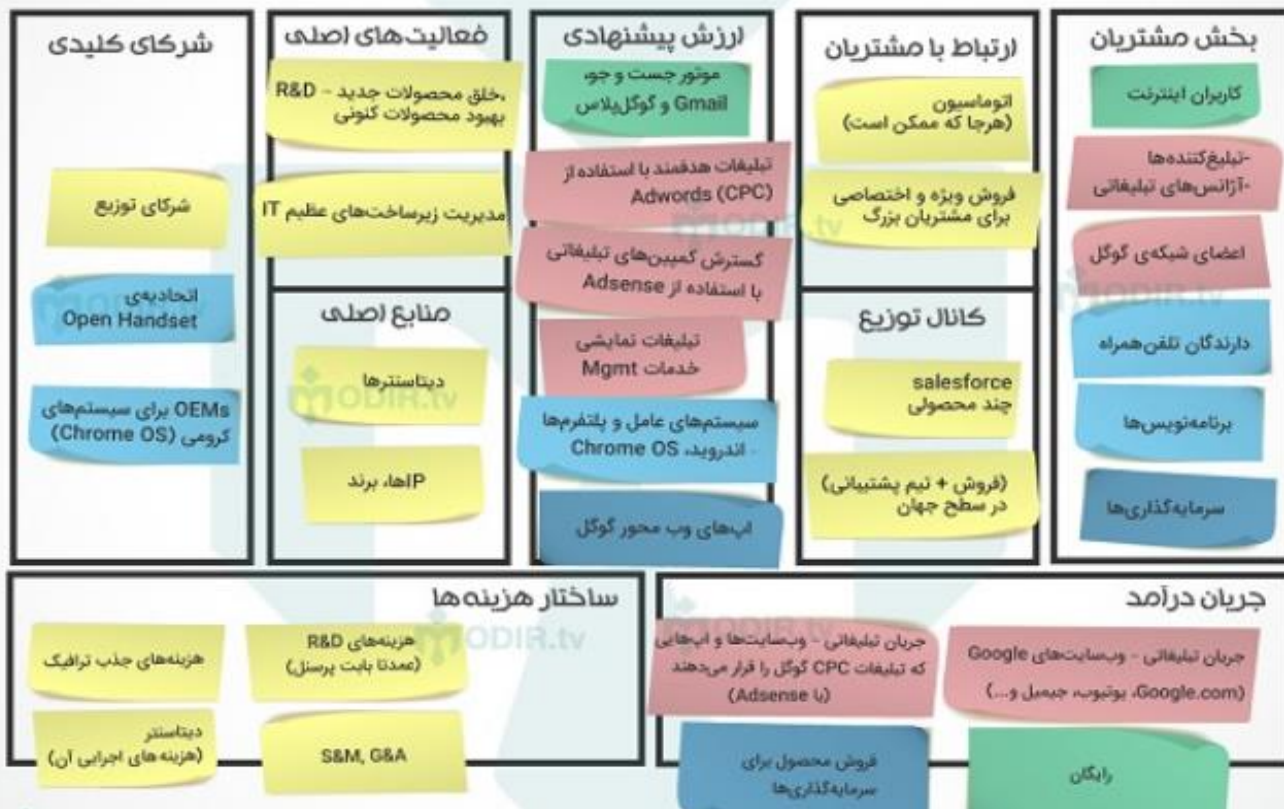 بخش مشتریان
کاربران اینترنت
-تبلیغ‌کننده‌ها
-آژانس‌های تبلیغاتی
اعضای شبکه‌ی گوگل
دارندگان تلفن‌همراه
برنامه‌نویس‌ها
سرمایه‌گذاری‌ها
ارتباط با مشتریان
اتوماسیون
(هرجا که ممکن است)
فروش ویژه و اختصاصی
برای مشتریان بزرگ
کانال توزیع
salesforce
چند محصولی
(فروش + تیم پشتیبانی)
در سطح جهان
ارزش پیشنهادی
موتور جست و جو،
Gmail و گوگل‌پلاس
تبلیغات هدفمند با استفاده از
Adwords (CPC)
گسترش کمپین‌های تبلیغاتی
با استفاده از Adsense
تبلیغات نمایشی
خدمات Mgmt
سیستم‌های عامل و پلتفرم‌ها
اندروید، Chrome OS
اپ‌های وب محور گوگل
فعالیت‌های اصلی
،خلق محصولات جدید – R&D
بهبود محصولات کنونی
مدیریت زیرساخت‌های عظیم IT
منابع اصلی
دیتاسنترها
IPها، برند
شرکای کلیدی
شرکای توزیع
اتحادیه‌ی
Open Handset
OEMs برای سیستم‌های
کرومی (Chrome OS)
جریان درآمد
جریان تبلیغاتی – وب‌سایت‌های Google
(Google.com، یوتیوب، جیمیل و...)
جریان تبلیغاتی – وب‌سایت‌ها و اپ‌هایی
که تبلیغات CPC گوگل را قرار می‌دهند
(با Adsense)
رایگان
فروش محصول برای
سرمایه‌گذاری‌ها
ساختار هزینه‌ها
هزینه‌های R&D
(عمدتا بابت پرسنل)
هزینه‌های جذب ترافیک
S&M, G&A
دیتاسنتر
(هزینه های اجرایی آن)
MODIR.tv
MODIR.tv
MODIR.tv
MODIR.tv